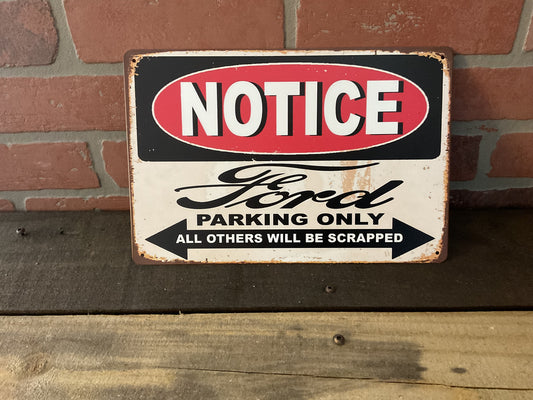 NOTICE
Ford
PARKING ONLY
ALL OTHERS WILL BE SCRAPPED